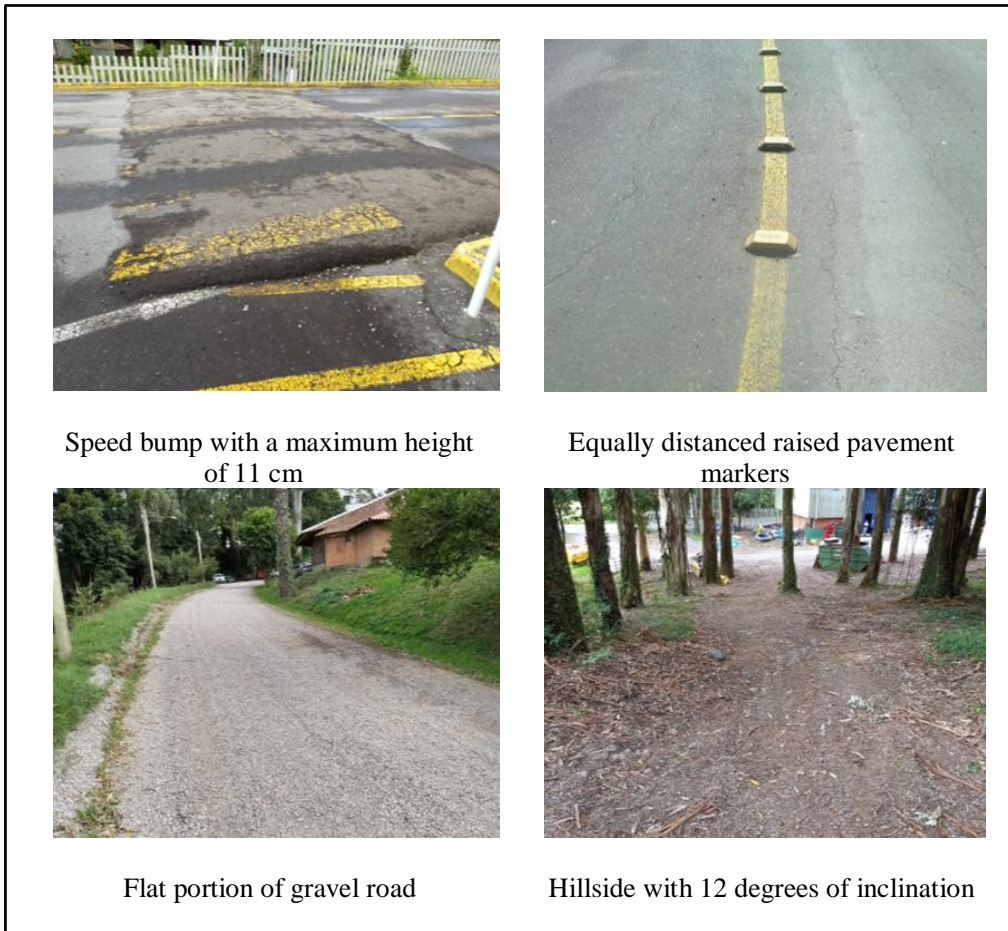 Speed bump with a maximum height
of 11 cm
Equally distanced raised pavement
markers
Flat portion of gravel road
Hillside with 12 degrees of inclination